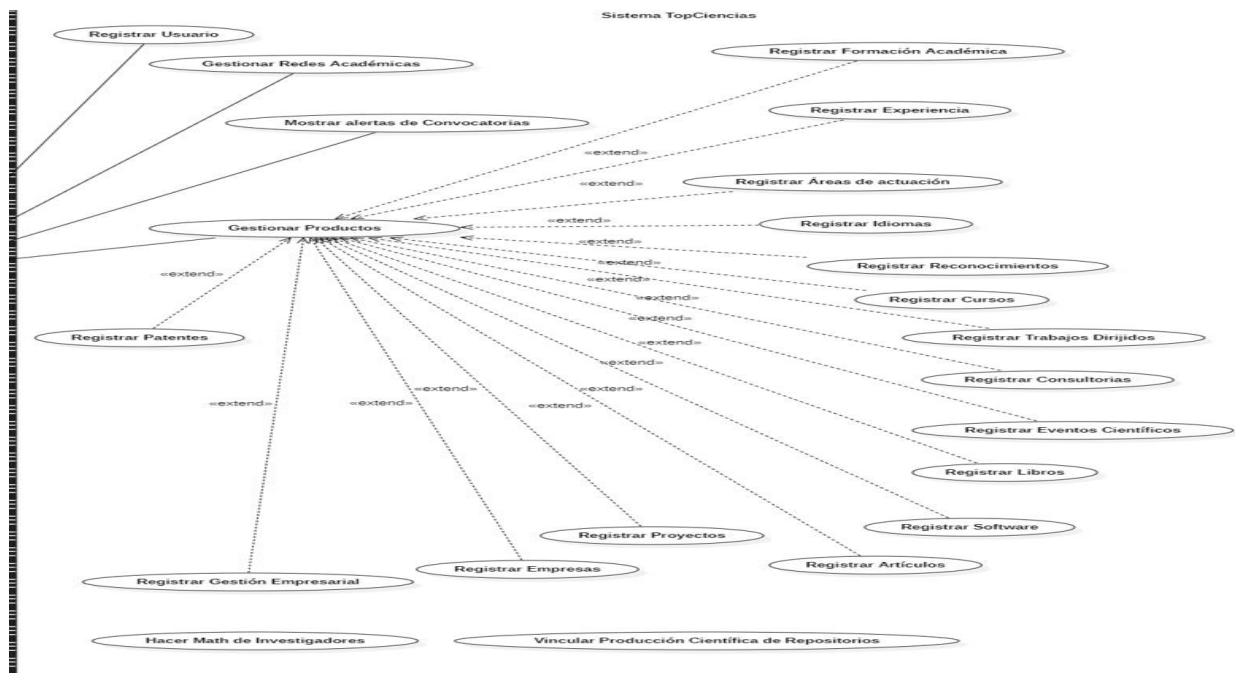 Sistema TopCiencias
Registrar Usuario
Registrar Formación Académica
Gestionar Redes Académicas
Registrar Experiencia
Mostrar alertas de Convocatorias
«extend»
«extend»
Registrar Áreas de actuación
«extend»
Registrar Idiomas
Gestionar Productos
«extend»
«extend»
Registrar Reconocimientos
«extend»
«extend»
«extend»
Registrar Cursos
«extend»
Registrar Patentes
Registrar Trabajos Dirijidos
«extend»
«extend»
Registrar Consultorias
«extend»
«extend»
«extend»
«extend»
«extend»
Registrar Eventos Científicos
Registrar Libros
Registrar Software
Registrar Proyectos
Registrar Artículos
Registrar Empresas
Registrar Gestión Empresarial
Hacer Math de Investigadores
Vincular Producción Científica de Repositorios